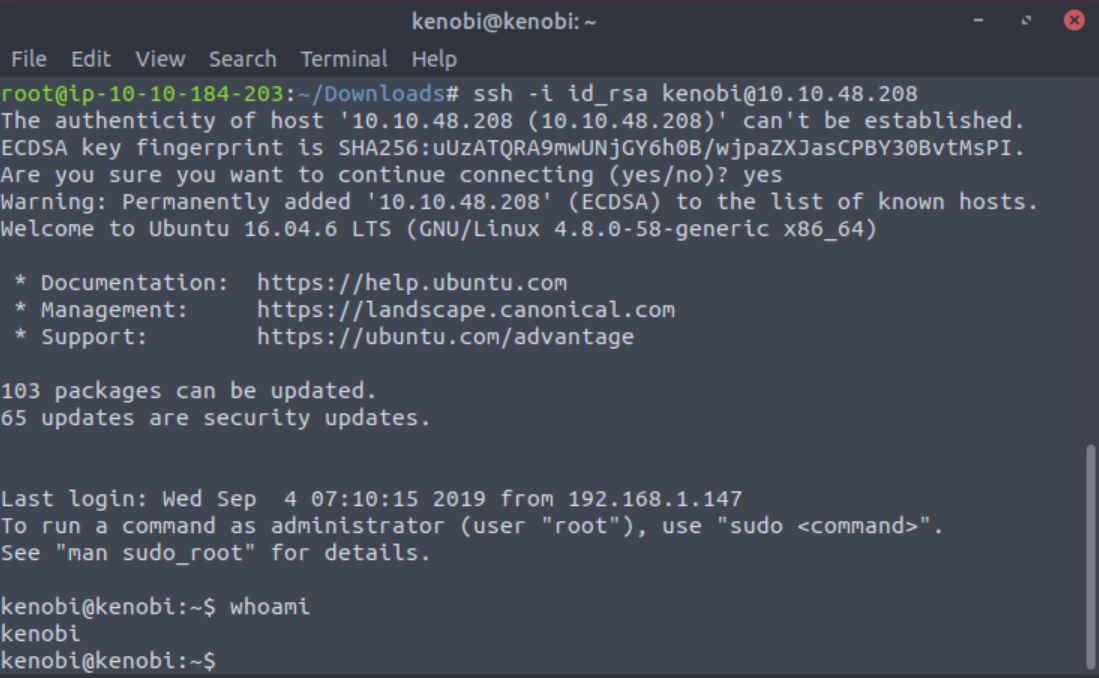 kenobi@kenobi: ~
File Edit View Search Terminal Help
root@ip-10-10-184-203:~/Downloads# ssh -i id_rsa kenobi@10.10.48.208
The authenticity of host '10.10.48.208 (10.10.48.208)' can't be established.
ECDSA key fingerprint is SHA256:uUzATQRA9mwUNjGY6h0B/wjpaZXJasCPBY30BvtMsPI.
Are you sure you want to continue connecting (yes/no)? yes
Warning: Permanently added '10.10.48.208' (ECDSA) to the list of known hosts.
Welcome to Ubuntu 16.04.6 LTS (GNU/Linux 4.8.0-58-generic x86_64)
 * Documentation:  https://help.ubuntu.com
 * Management:     https://landscape.canonical.com
 * Support:        https://ubuntu.com/advantage
103 packages can be updated.
65 updates are security updates.
Last login: Wed Sep  4 07:10:15 2019 from 192.168.1.147
To run a command as administrator (user "root"), use "sudo <command>".
See "man sudo_root" for details.
kenobi@kenobi:~$ whoami
kenobi
kenobi@kenobi:~$